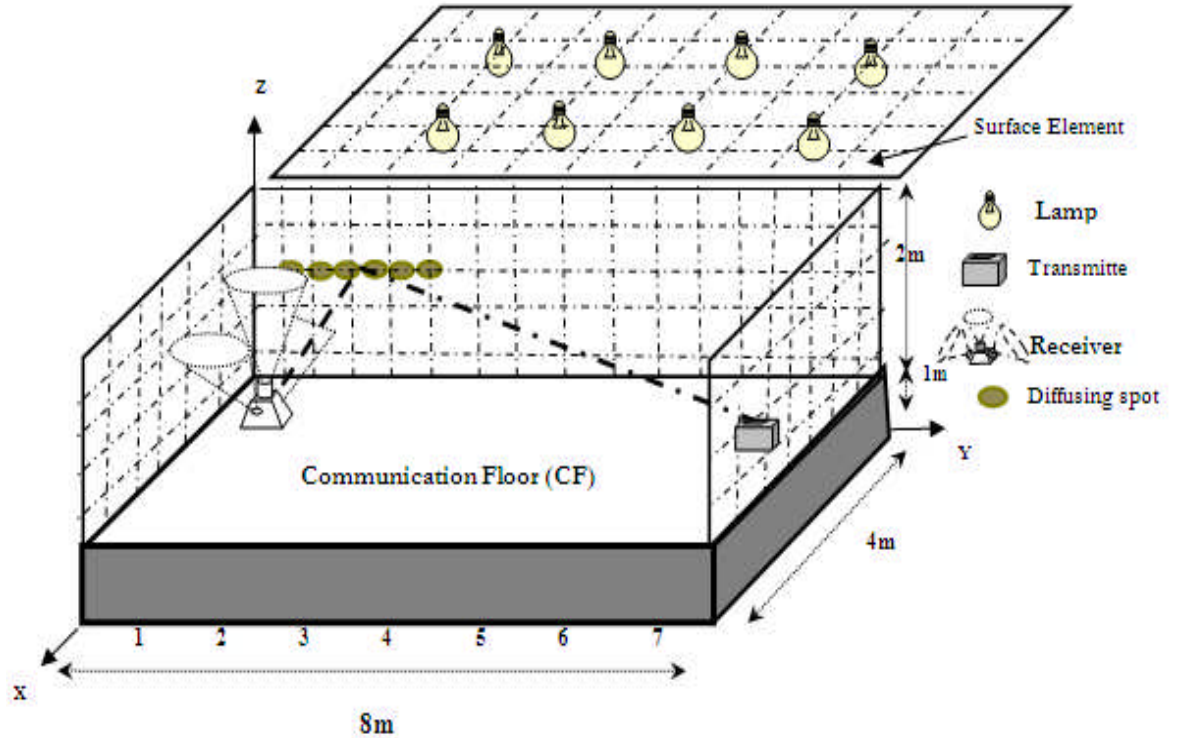 z
Surface Element
Lamp
2m
Transmitte
Receiver
1m
Diffusing spot
Y
Communication Floor (CF)
4m
1 2 3 4 5 6 7
X
8m